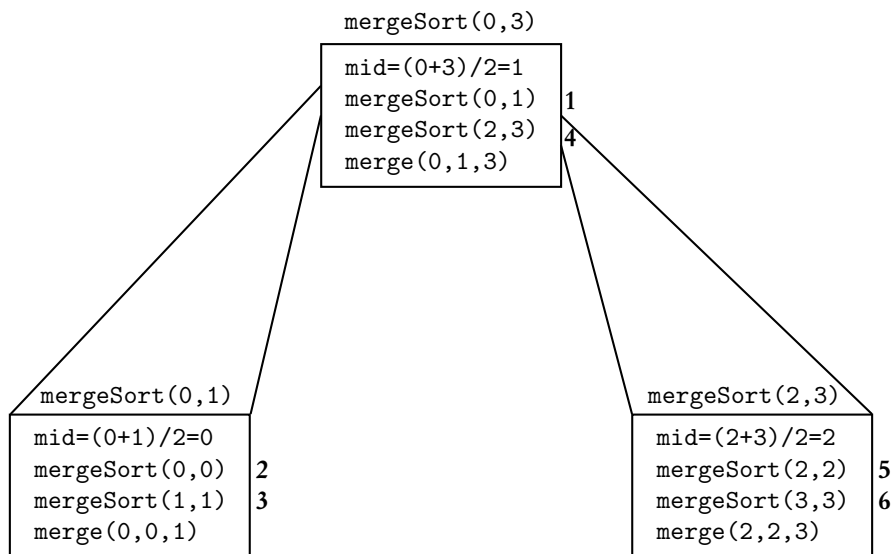 mergeSort(0,3)
mid=(0+3)/2=1
mergeSort(0,1) 1
mergeSort(2,3) 4
merge(0,1,3)
mergeSort(0,1)
mid=(0+1)/2=0
mergeSort(0,0) 2
mergeSort(1,1) 3
merge(0,0,1)
mergeSort(2,3)
mid=(2+3)/2=2
mergeSort(2,2) 5
mergeSort(3,3) 6
merge(2,2,3)